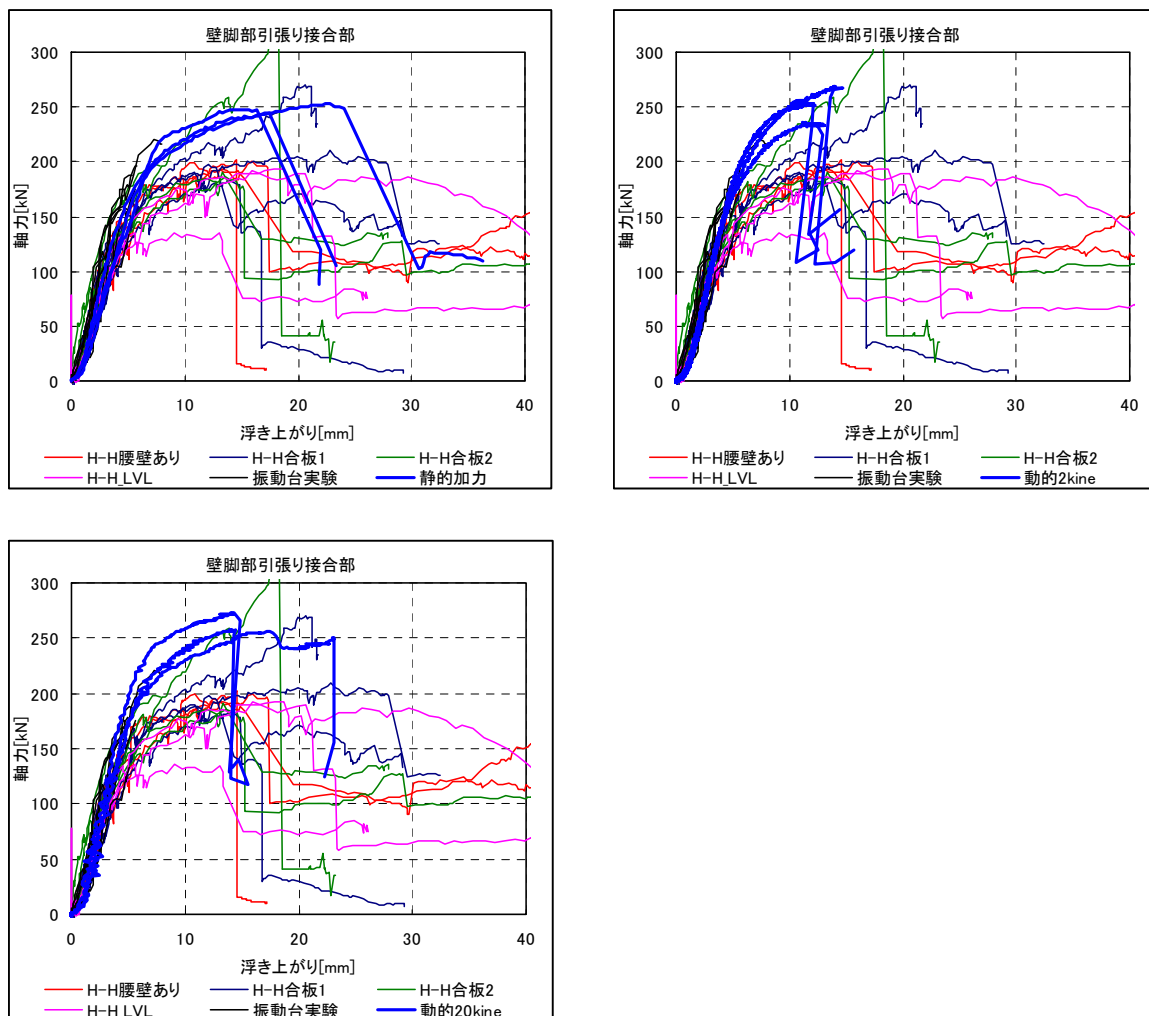 壁脚部引張り接合部
300
250
200
150
100
50
0
軸力[kN]
0 10 20 30 40
浮き上がり[mm]
H-H腰壁あり H-H合板1 H-H合板2
H-H_LVL 振動台実験 静的加力
壁脚部引張り接合部
300
250
200
150
100
50
0
軸力[kN]
0 10 20 30 40
浮き上がり[mm]
H-H腰壁あり H-H合板1 H-H合板2
H-H_LVL 振動台実験 動的2kine
壁脚部引張り接合部
300
250
200
150
100
50
0
軸力[kN]
0 10 20 30 40
浮き上がり[mm]
H-H腰壁あり H-H合板1 H-H合板2
H-H_LVL 振動台実験 動的20kine